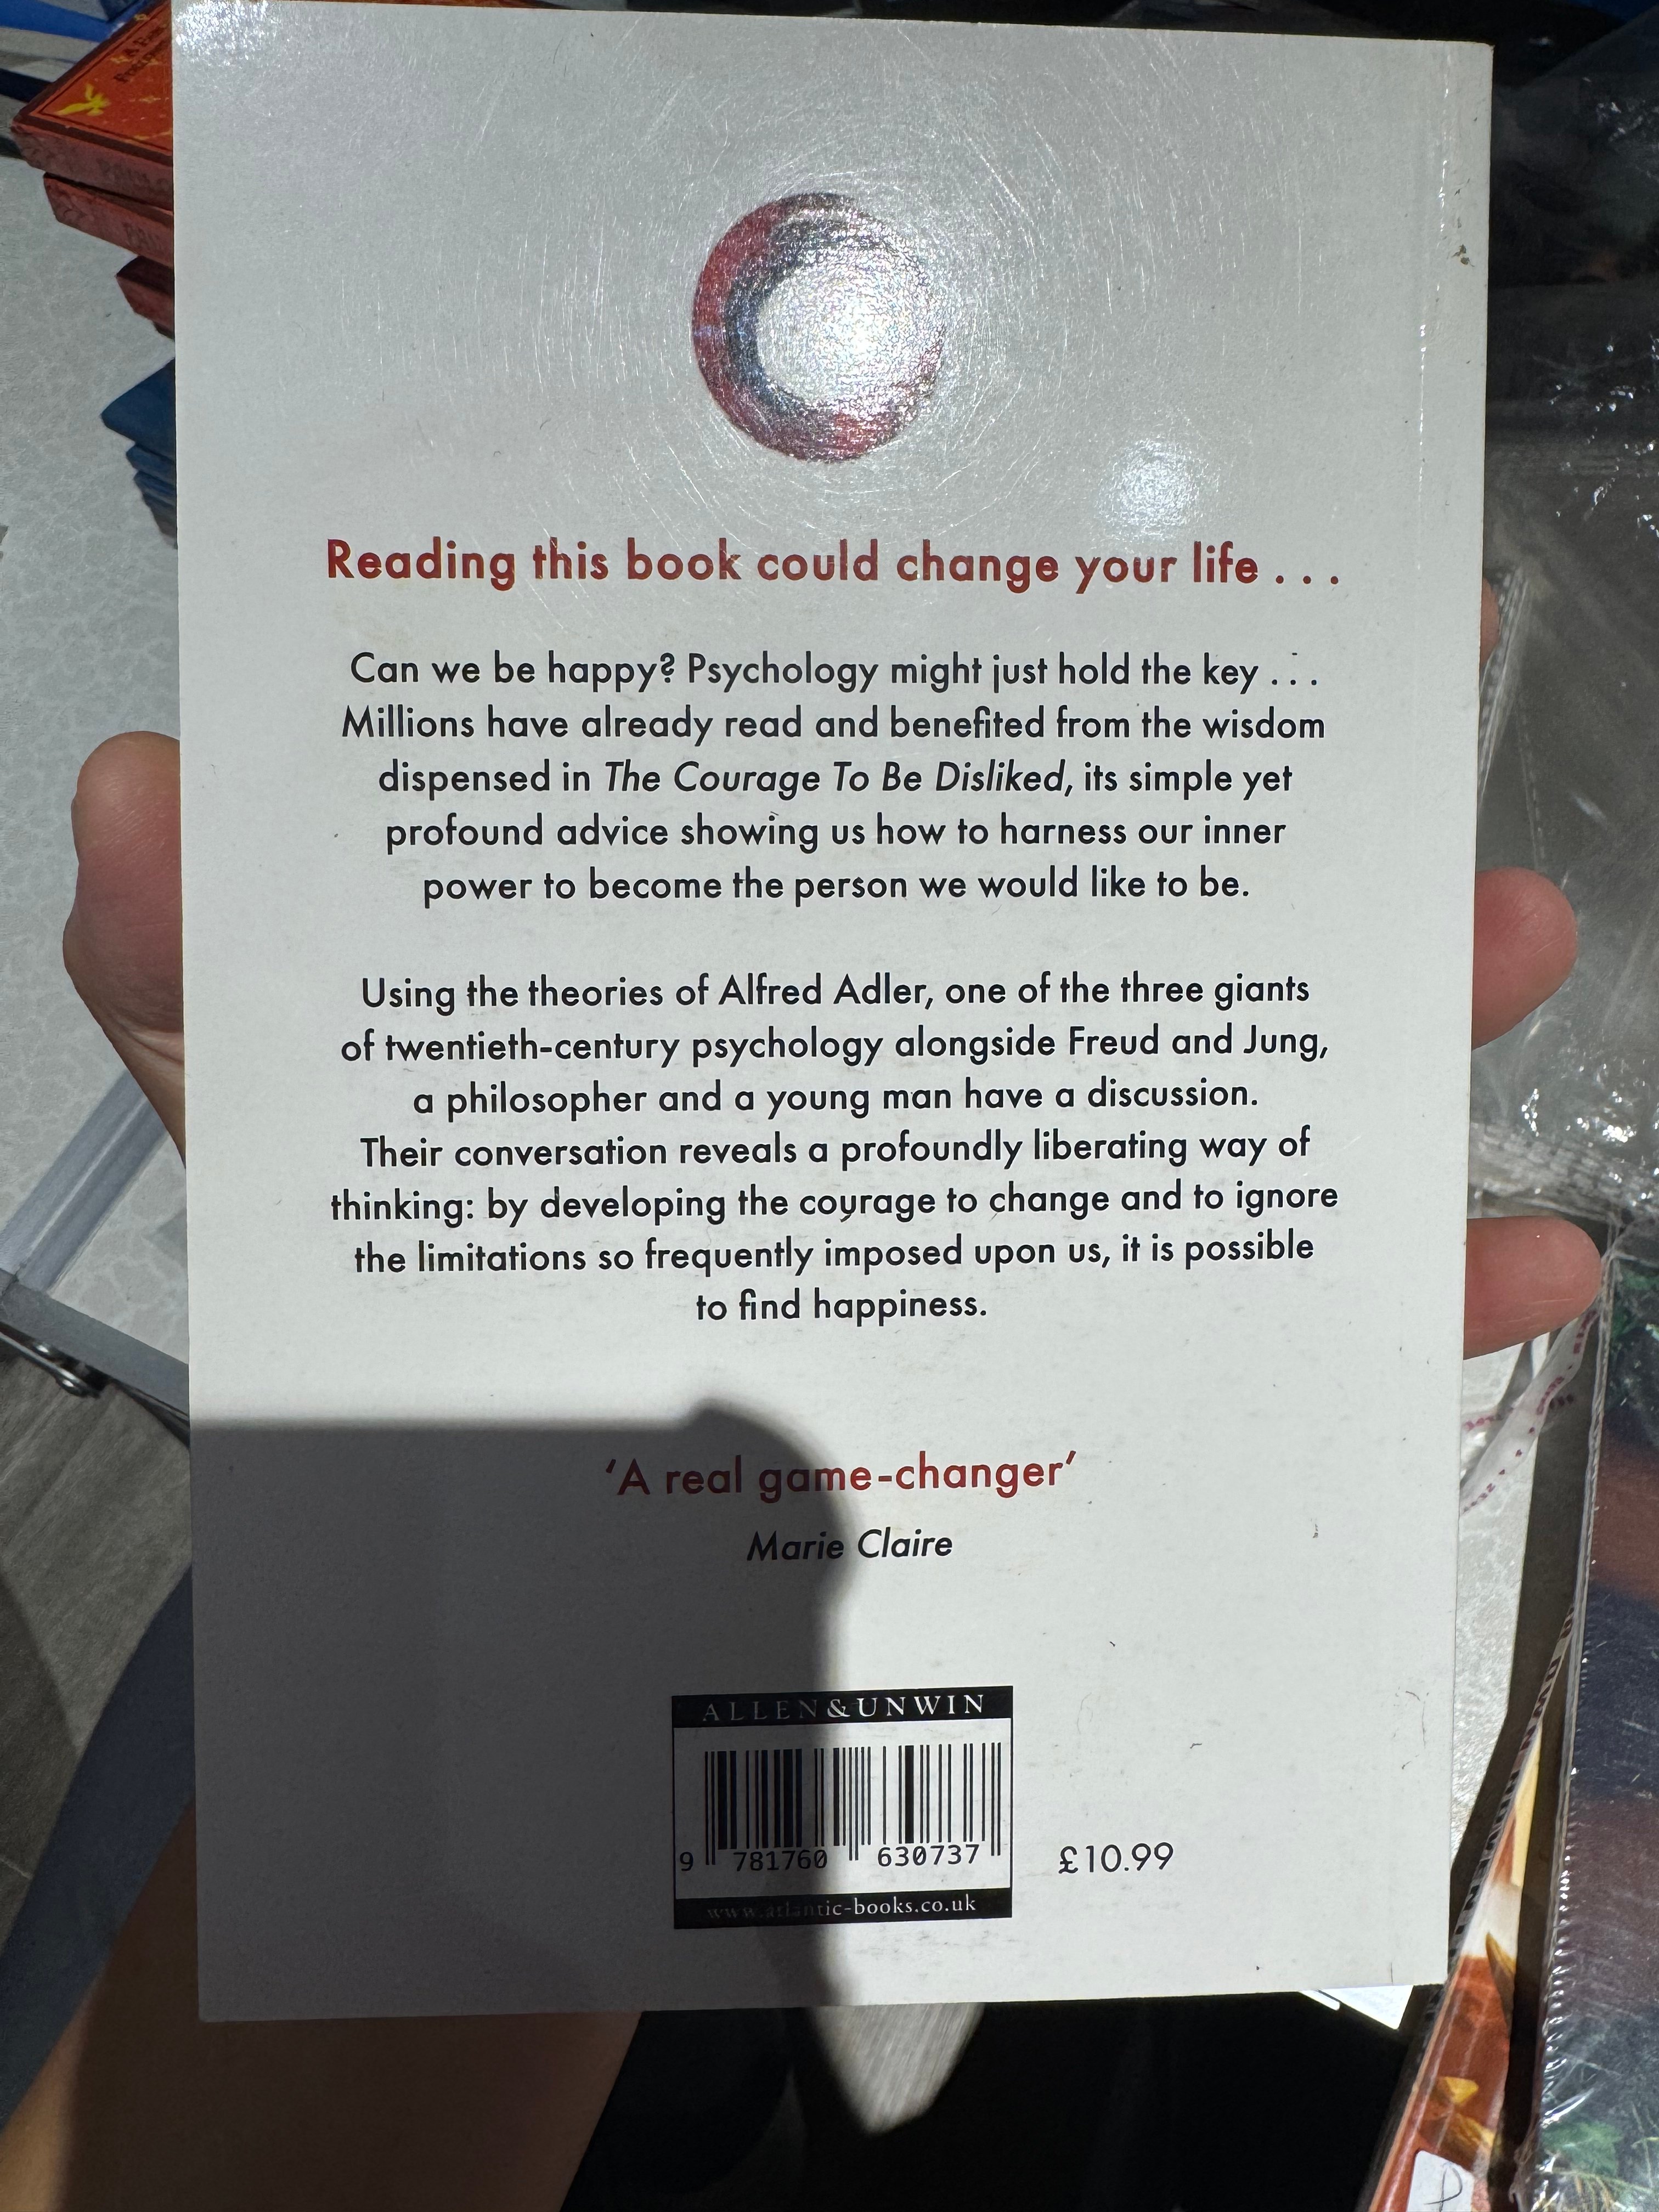 Reading this book could change your life . . .
Can we be happy? Psychology might just hold the key . . .
Millions have already read and benefited from the wisdom
dispensed in The Courage To Be Disliked, its simple yet
profound advice showing us how to harness our inner
power to become the person we would like to be.
Using the theories of Alfred Adler, one of the three giants
of twentieth-century psychology alongside Freud and Jung,
a philosopher and a young man have a discussion.
Their conversation reveals a profoundly liberating way of
thinking: by developing the courage to change and to ignore
the limitations so frequently imposed upon us, it is possible
to find happiness.
‘A real game-changer’
Marie Claire
ALLEN&UNWIN
9 781760 630737
£10.99
www.atlantic-books.co.uk